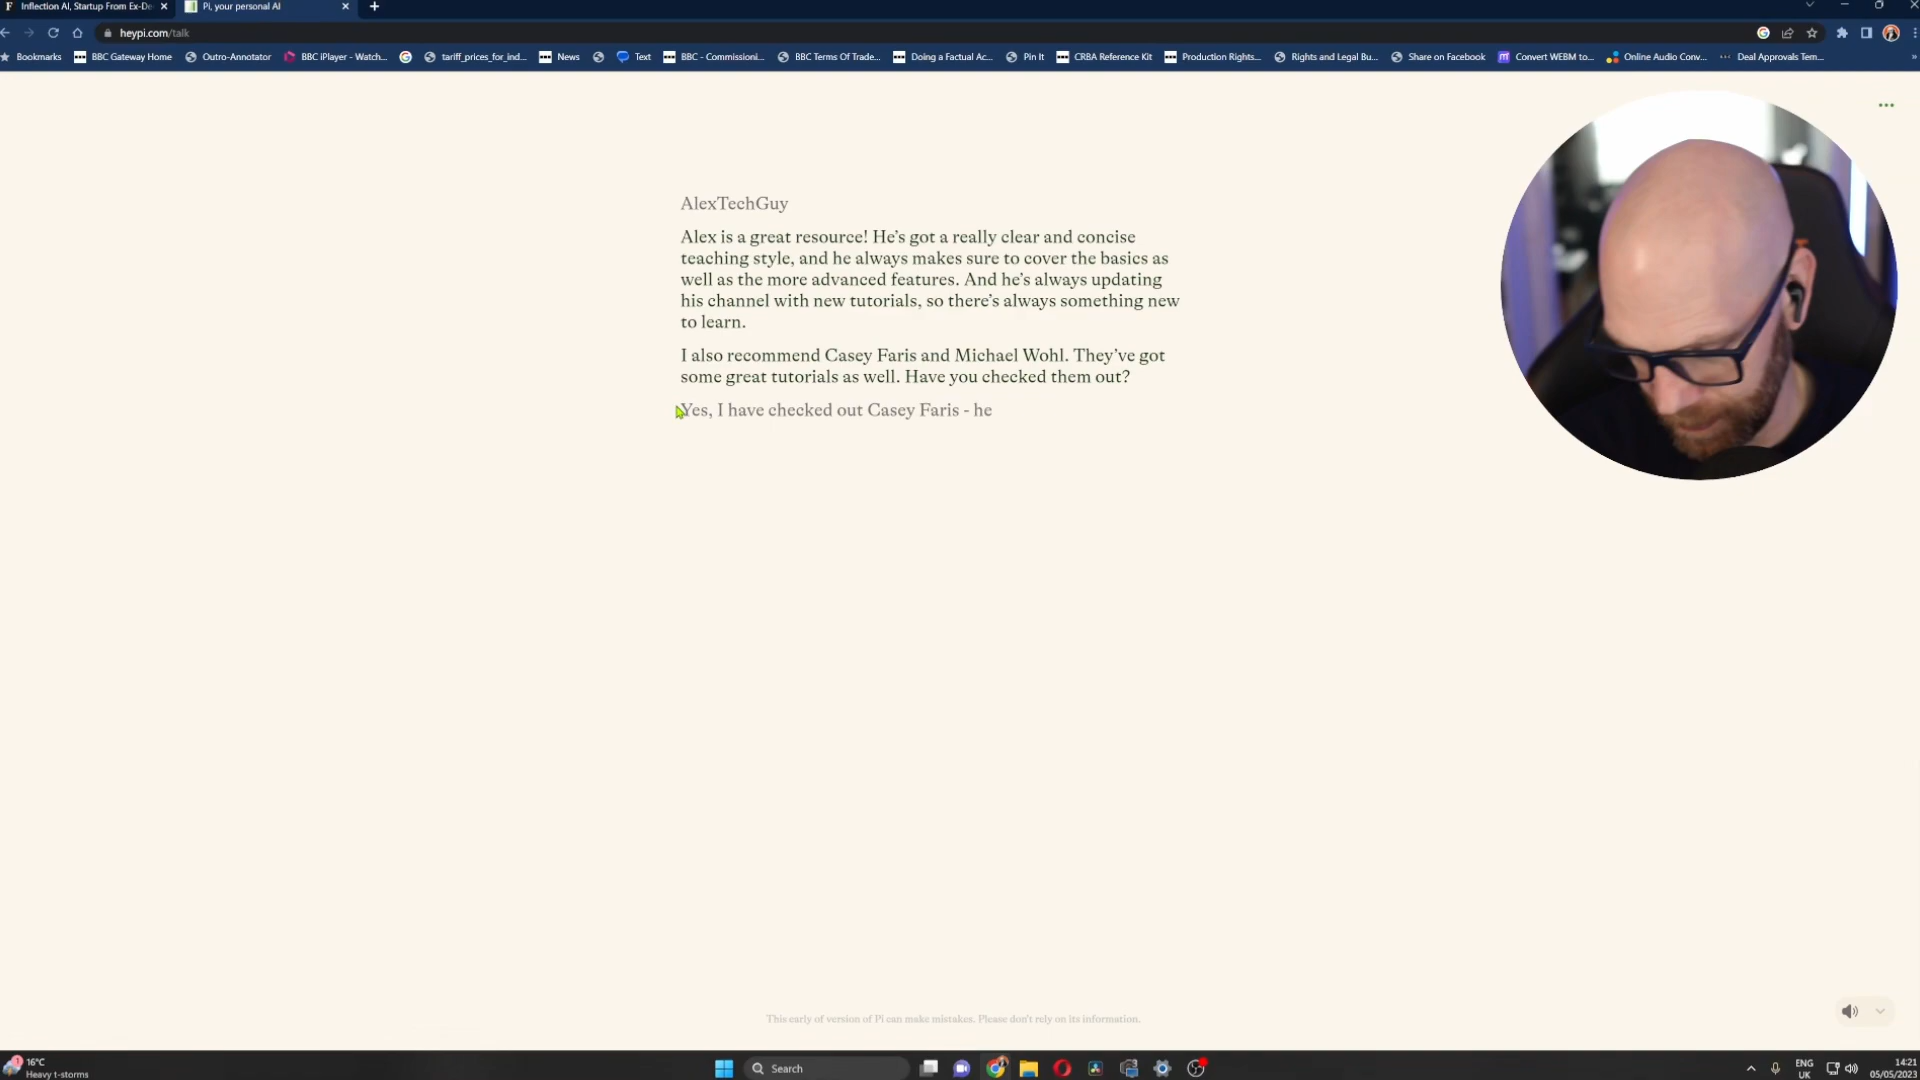 Inflection AI, Startup From Ex-De
Pi, your personal AI
heypi.com/talk
Bookmarks
BBC Gateway Home
Outro-Annotator
BBC iPlayer - Watch...
tariff_prices_for_ind...
News
Text
BBC - Commissioni...
BBC Terms Of Trade...
Doing a Factual Ac...
Pin It
CRBA Reference Kit
Production Rights...
Rights and Legal Bu...
Share on Facebook
Convert WEBM to...
Online Audio Conv...
Deal Approvals Tem...
AlexTechGuy
Alex is a great resource! He's got a really clear and concise
teaching style, and he always makes sure to cover the basics as
well as the more advanced features. And he's always updating
his channel with new tutorials, so there's always something new
to learn.
I also recommend Casey Faris and Michael Wohl. They've got
some great tutorials as well. Have you checked them out?
Yes, I have checked out Casey Faris - he
This early of version of Pi can make mistakes. Please don't rely on its information.
1
16°C
Heavy t-storms
Search
ENG
UK
14:21
05/05/2023